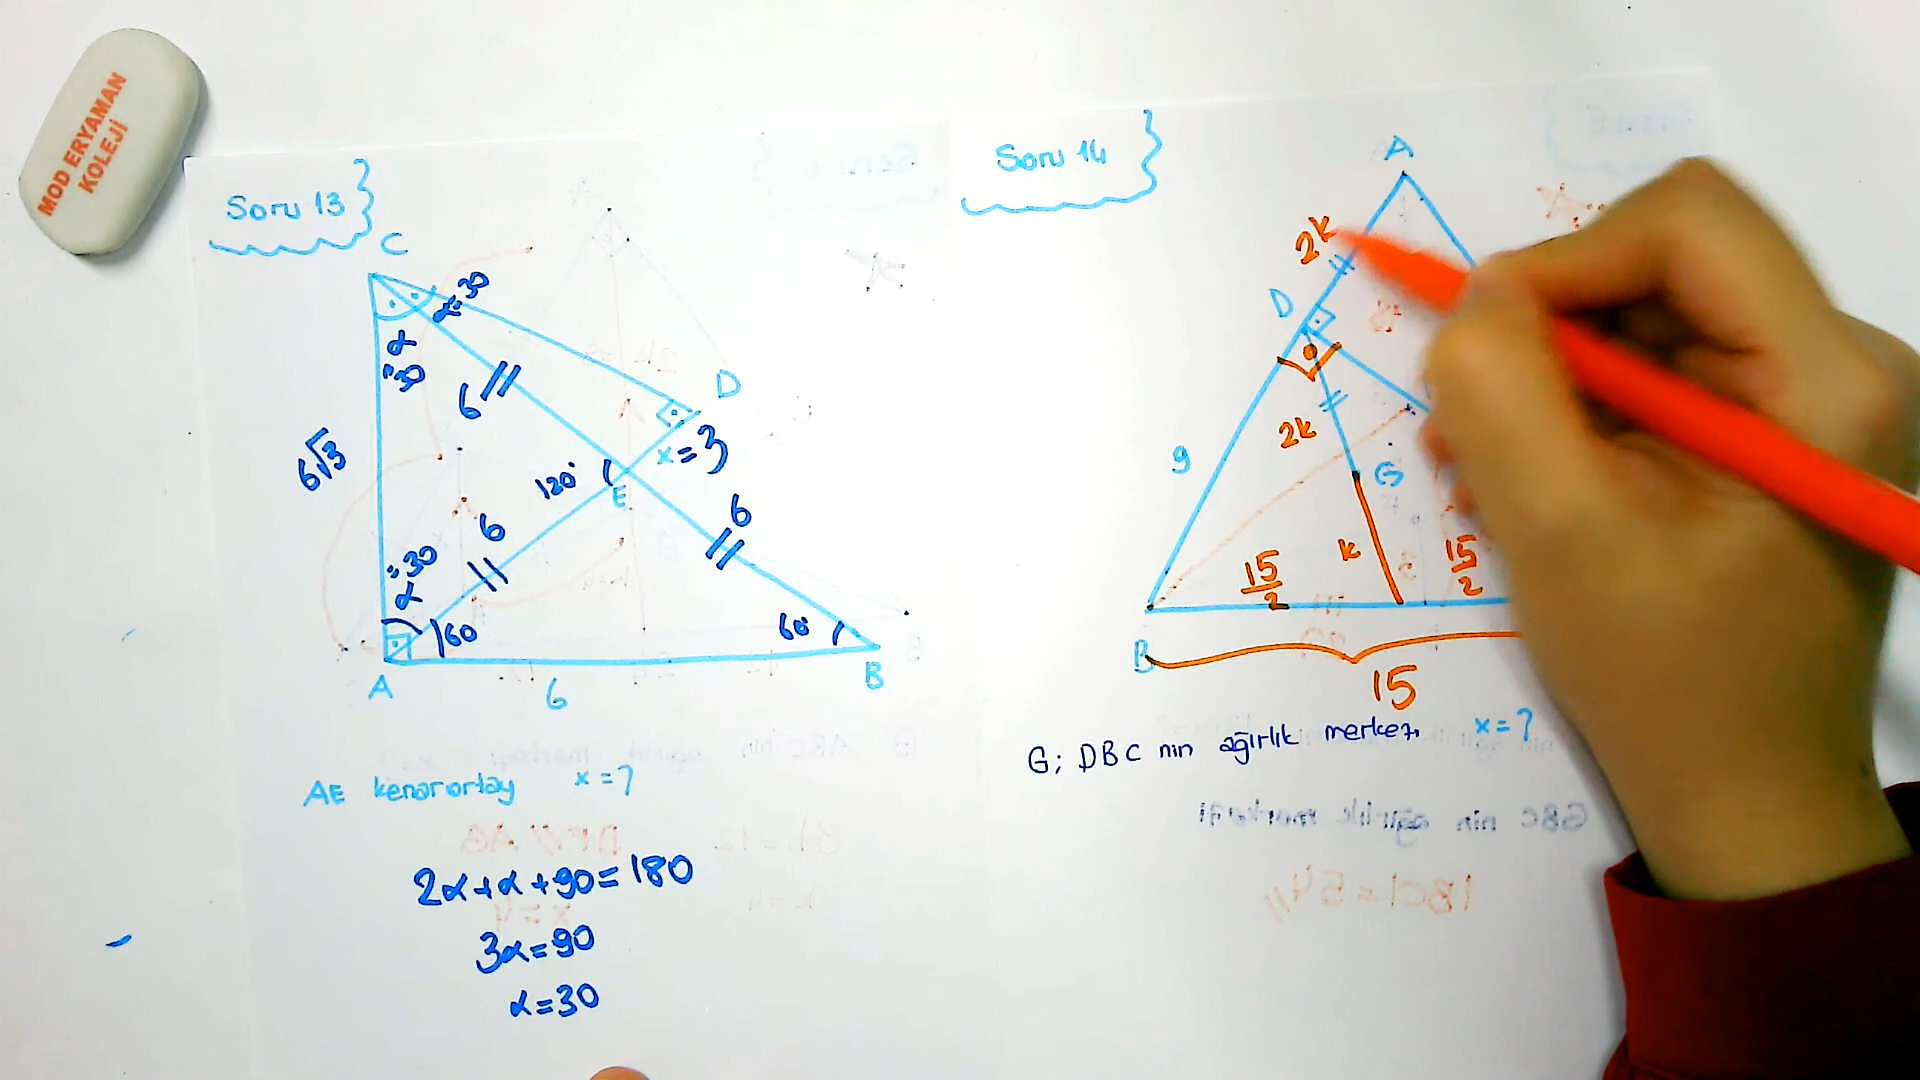 MOD ERYAMAN
KOLEJİ
Soru 13
C
α=30
α
=30
6
6√3
D
x=3
120°
E
6
6
=30
α
60
60°
A
6
B
AE kenarortay x=?
2α+α+90=180
3α=90
α=30
Soru 14
A
2k
D
2k
9
G
k
15/2
15/2
B
15
G; DBC nin ağırlık merkezi x=?